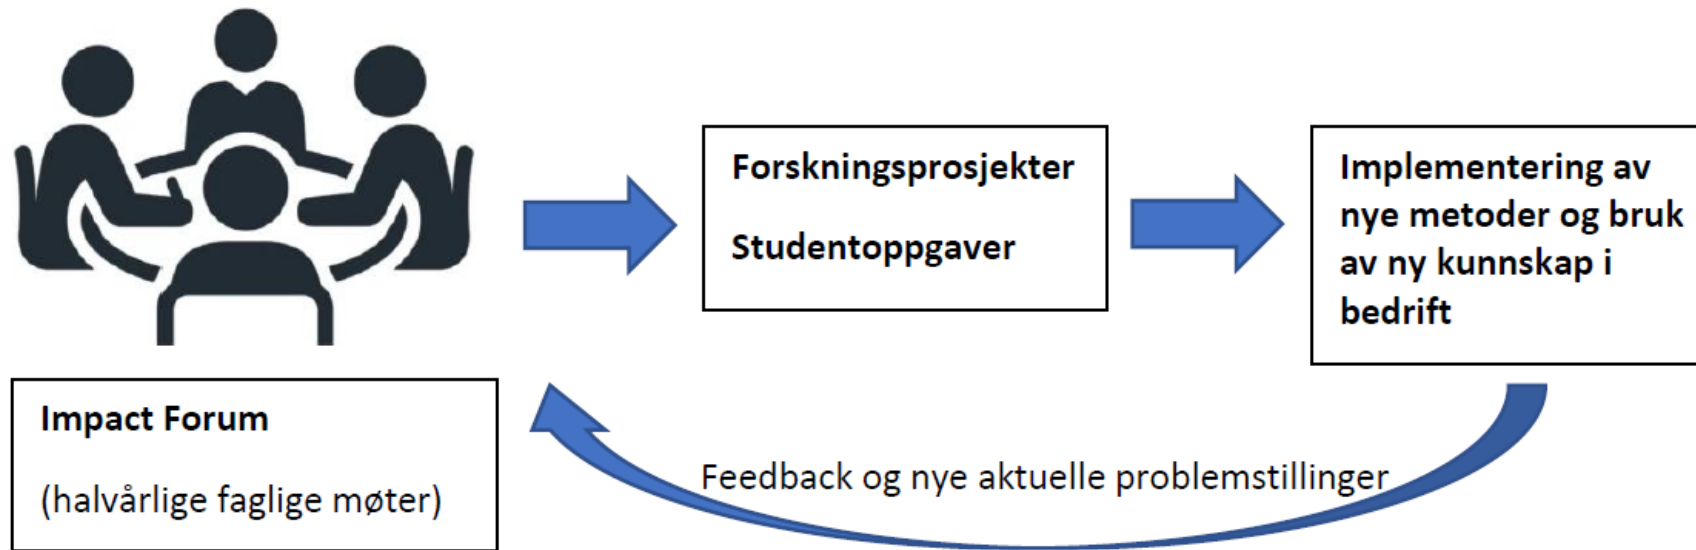 Impact Forum
(halvårlige faglige møter)
Forskningsprosjekter
Studentoppgaver
Implementering av
nye metoder og bruk
av ny kunnskap i
bedrift
Feedback og nye aktuelle problemstillinger